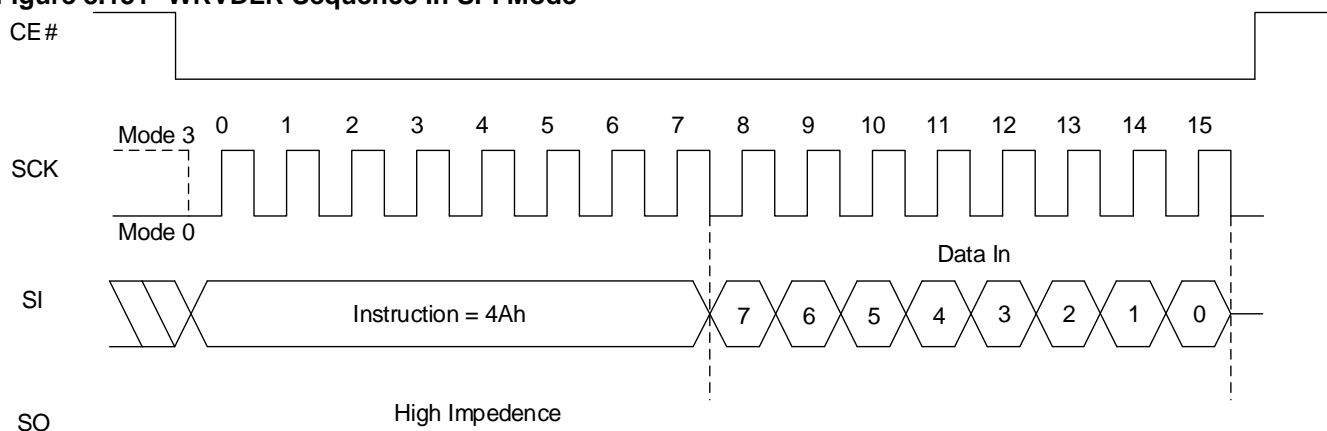 CE#
Mode 3 0 1 2 3 4 5 6 7 8 9 10 11 12 13 14 15
SCK
Mode 0
Data In
SI
Instruction = 4Ah 7 6 5 4 3 2 1 0
High Impedence
SO